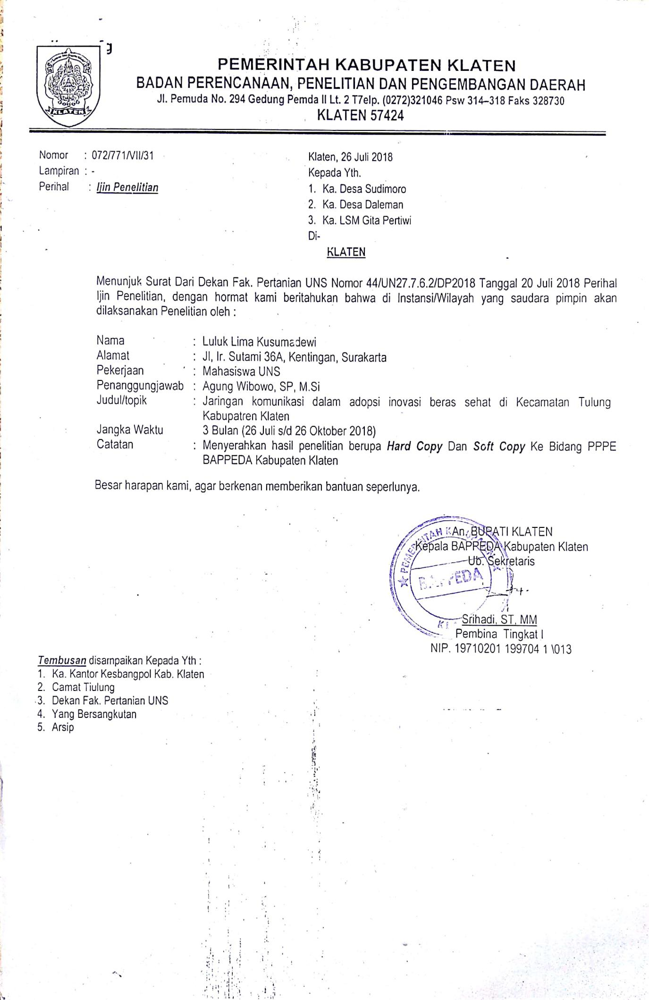 PEMERINTAH KABUPATEN KLATEN
BADAN PERENCANAAN, PENELITIAN DAN PENGEMBANGAN DAERAH
Jl. Pemuda No. 294 Gedung Pemda II Lt. 2 T7elp. (0272)321046 Psw 314–318 Faks 328730
KLATEN 57424
KLATEN
Nomor : 072/771/VII/31
Lampiran : -
Perihal : Ijin Penelitian
Klaten, 26 Juli 2018
Kepada Yth.
1. Ka. Desa Sudimoro
2. Ka. Desa Daleman
3. Ka. LSM Gita Pertiwi
Di-
KLATEN
Menunjuk Surat Dari Dekan Fak. Pertanian UNS Nomor 44/UN27.7.6.2/DP2018 Tanggal 20 Juli 2018 Perihal
Ijin Penelitian, dengan hormat kami beritahukan bahwa di Instansi/Wilayah yang saudara pimpin akan
dilaksanakan Penelitian oleh :
Nama : Luluk Lima Kusumadewi
Alamat : Jl, Ir. Sutami 36A, Kentingan, Surakarta
Pekerjaan : Mahasiswa UNS
Penanggungjawab : Agung Wibowo, SP, M.Si
Judul/topik : Jaringan komunikasi dalam adopsi inovasi beras sehat di Kecamatan Tulung
Kabupatren Klaten
Jangka Waktu 3 Bulan (26 Juli s/d 26 Oktober 2018)
Catatan : Menyerahkan hasil penelitian berupa Hard Copy Dan Soft Copy Ke Bidang PPPE
BAPPEDA Kabupaten Klaten
Besar harapan kami, agar berkenan memberikan bantuan seperlunya.
An. BUPATI KLATEN
Kepala BAPPEDA Kabupaten Klaten
Ub. Sekretaris
PEMERINTAH
BAPPEDA
Srihadi, ST, MM
Pembina Tingkat I
NIP. 19710201 199704 1 \013
Tembusan disampaikan Kepada Yth :
1. Ka. Kantor Kesbangpol Kab. Klaten
2. Camat Tiulung
3. Dekan Fak. Pertanian UNS
4. Yang Bersangkutan
5. Arsip